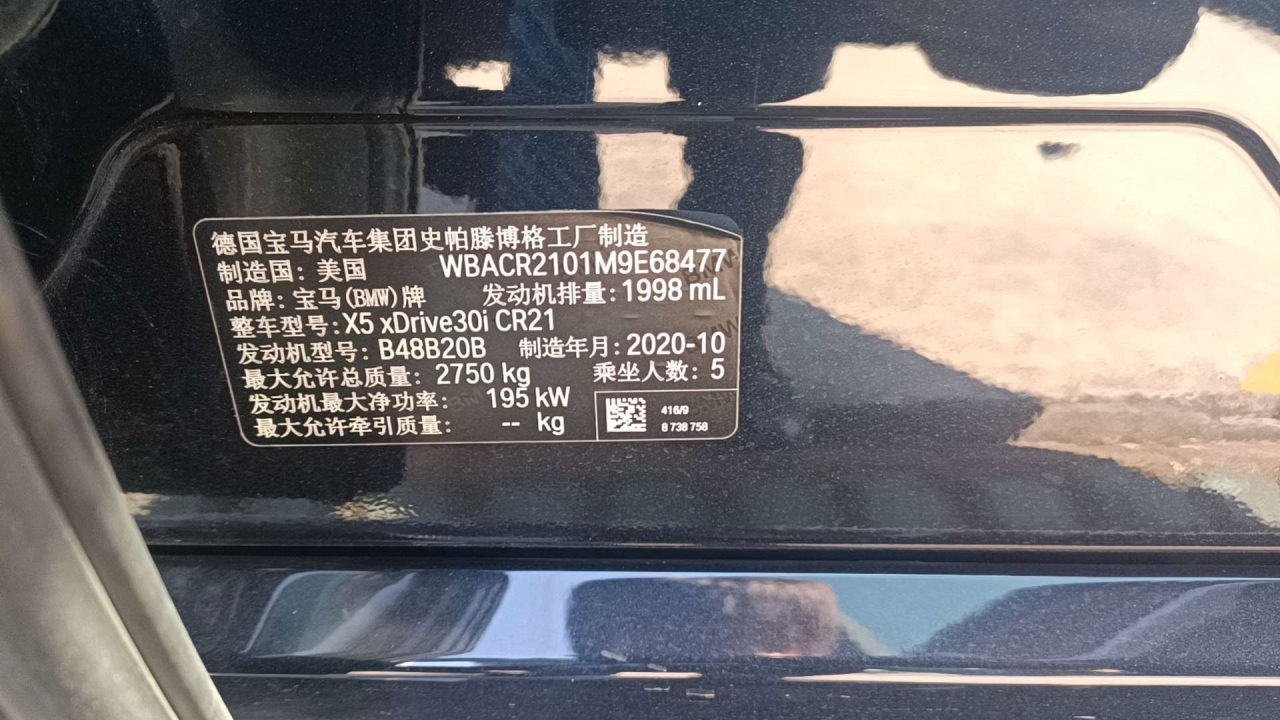 德国宝马汽车集团史帕滕博格工厂制造
制造国：美国 WBACR2101M9E68477
品牌：宝马(BMW)牌 发动机排量：1998 mL
整车型号：X5 xDrive30i CR21
发动机型号：B48B20B 制造年月：2020-10
最大允许总质量：2750 kg 乘坐人数：5
发动机最大净功率：195 kW
最大允许牵引质量：-- kg
416/9
8 738 758